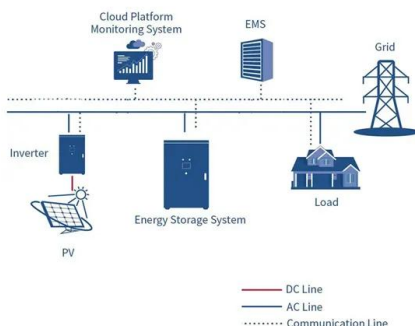 Cloud Platform
Monitoring System
EMS
Grid
Inverter
Energy Storage System
Load
PV
DC Line
AC Line
Communication Line